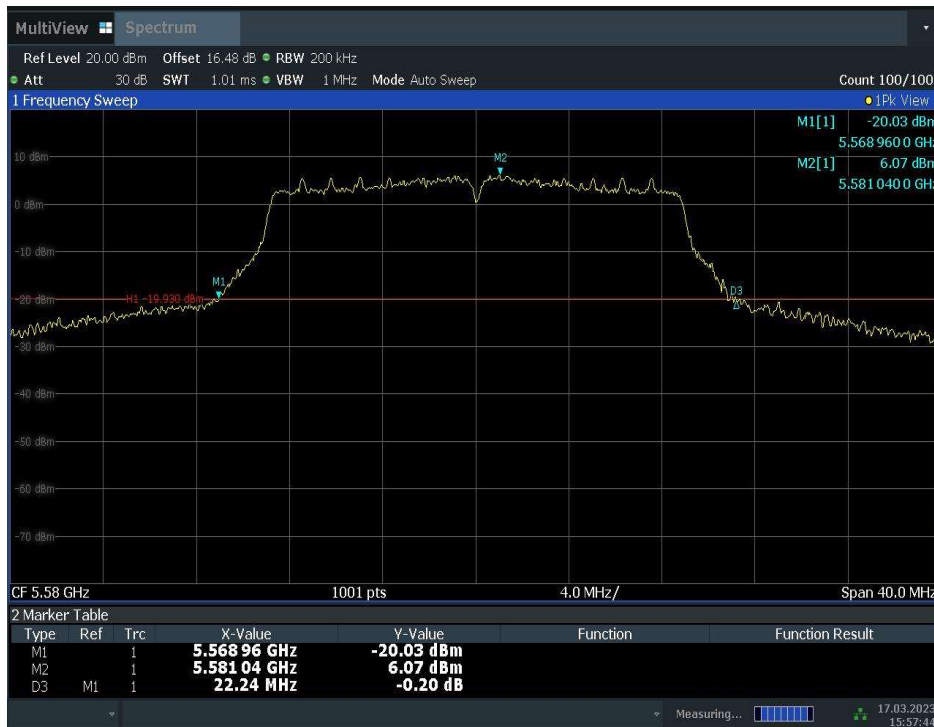 MultiView Spectrum
Ref Level 20.00 dBm Offset 16.48 dB RBW 200 kHz
Att 30 dB SWT 1.01 ms VBW 1 MHz Mode Auto Sweep Count 100/100
1 Frequency Sweep 1Pk View
M1[1] -20.03 dBm
5.568 960 0 GHz
10 dBm
M2
M2[1] 6.07 dBm
5.581 040 0 GHz
0 dBm
-10 dBm
M1
D3
-20 dBm H1 -19.930 dBm
-30 dBm
-40 dBm
-50 dBm
-60 dBm
-70 dBm
CF 5.58 GHz 1001 pts 4.0 MHz/ Span 40.0 MHz
2 Marker Table
Type Ref Trc X-Value Y-Value Function Function Result
M1 1 5.568 96 GHz -20.03 dBm
M2 1 5.581 04 GHz 6.07 dBm
D3 M1 1 22.24 MHz -0.20 dB
Measuring... 17.03.2023
15:57:44